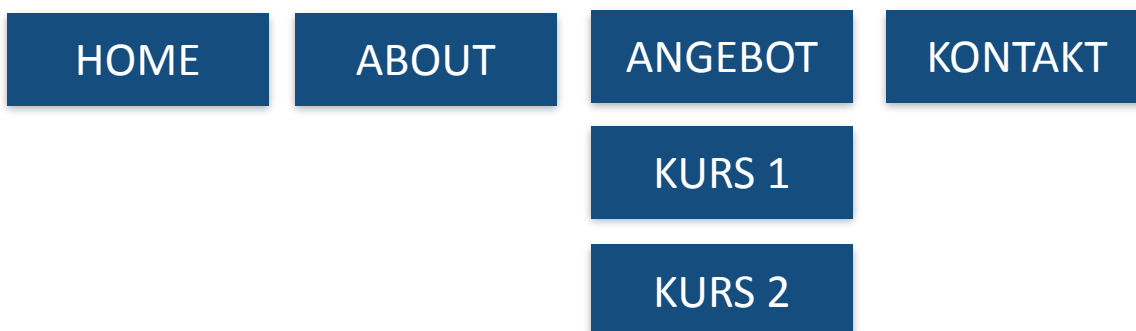 HOME
ABOUT
ANGEBOT
KONTAKT
KURS 1
KURS 2